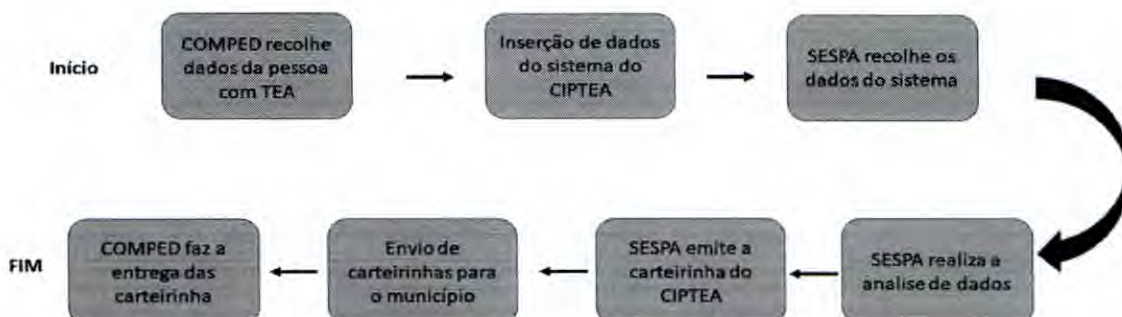 Início
COMPED recolhe
dados da pessoa
com TEA
Inserção de dados
do sistema do
CIPTEA
SESPA recolhe os
dados do sistema
SESPA realiza a
analise de dados
SESPA emite a
carteirinha do
CIPTEA
Envio de
carteirinhas para
o município
COMPED faz a
entrega das
carteirinha
FIM